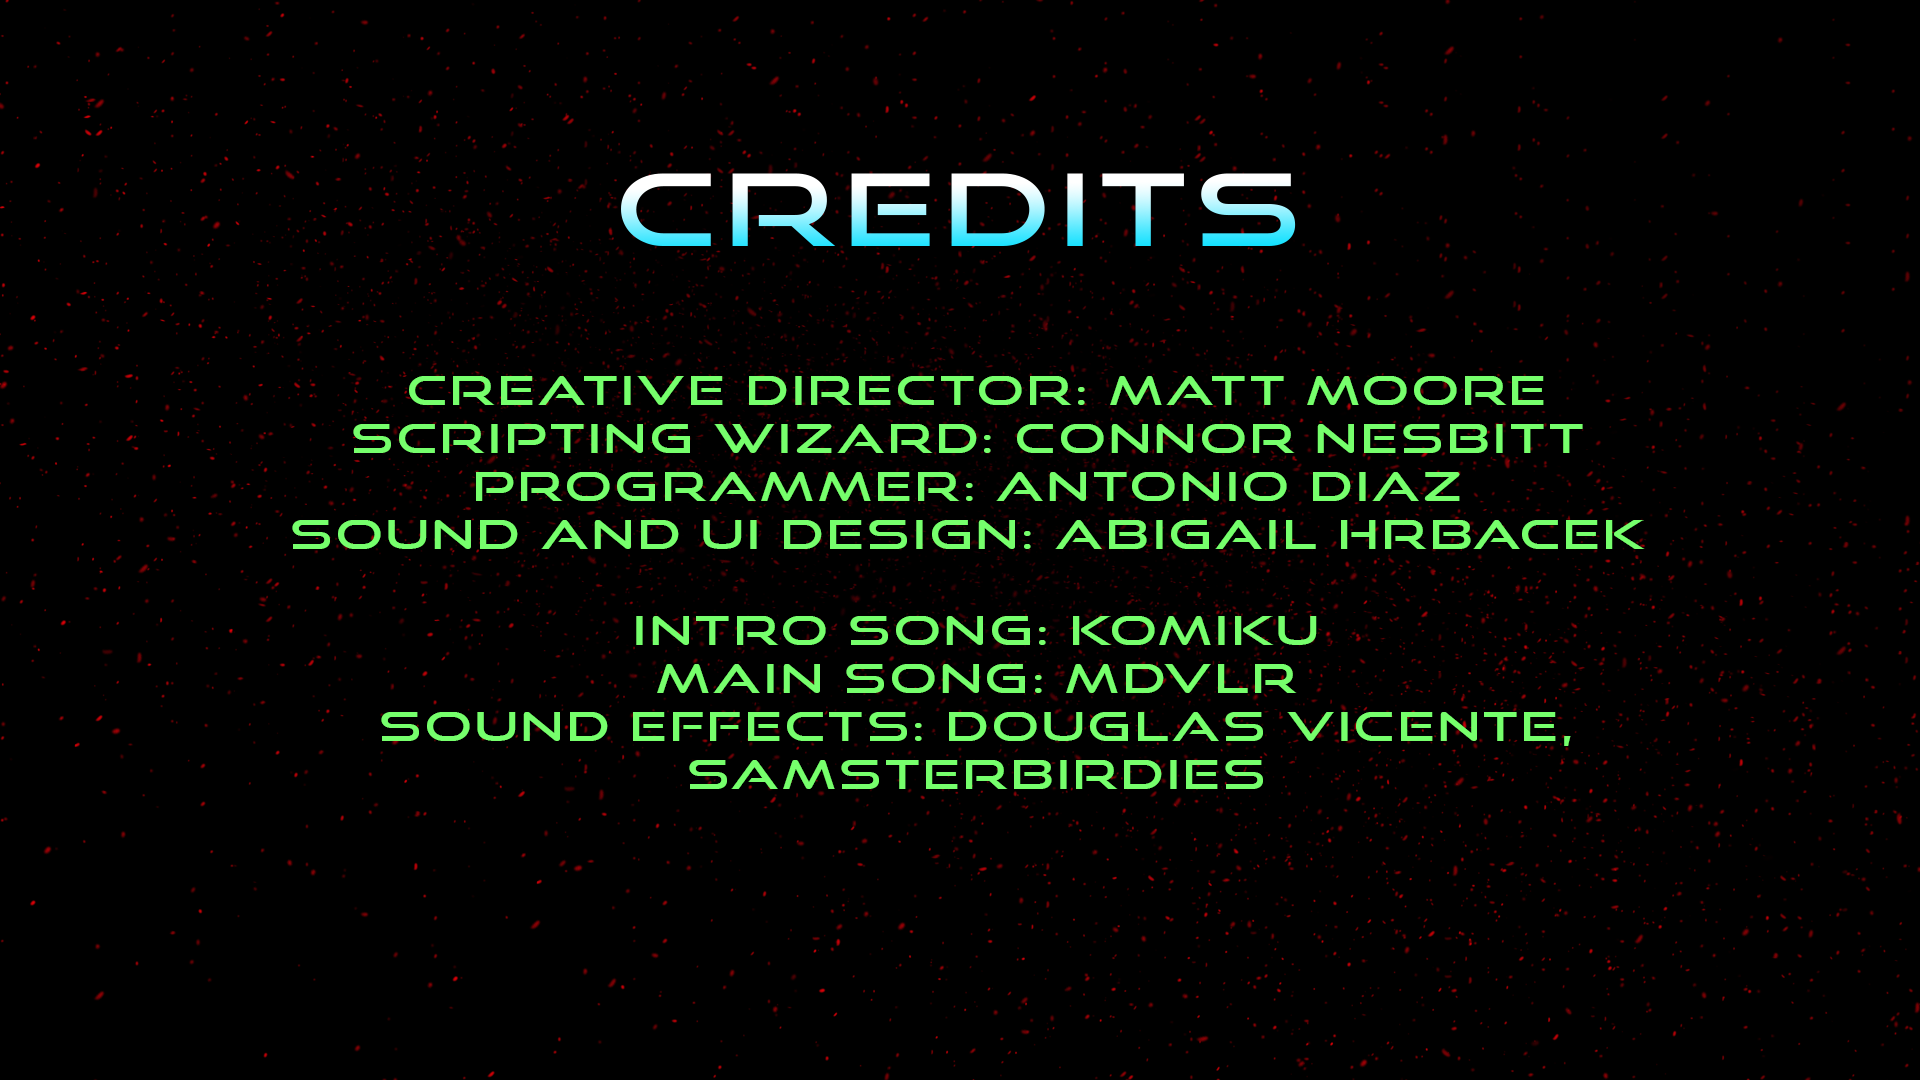 CREDITS
CREATIVE DIRECTOR: MATT MOORE
SCRIPTING WIZARD: CONNOR NESBITT
PROGRAMMER: ANTONIO DIAZ
SOUND AND UI DESIGN: ABIGAIL HRBACEK
INTRO SONG: KOMIKU
MAIN SONG: MDVLR
SOUND EFFECTS: DOUGLAS VICENTE,
SAMSTERBIRDIES